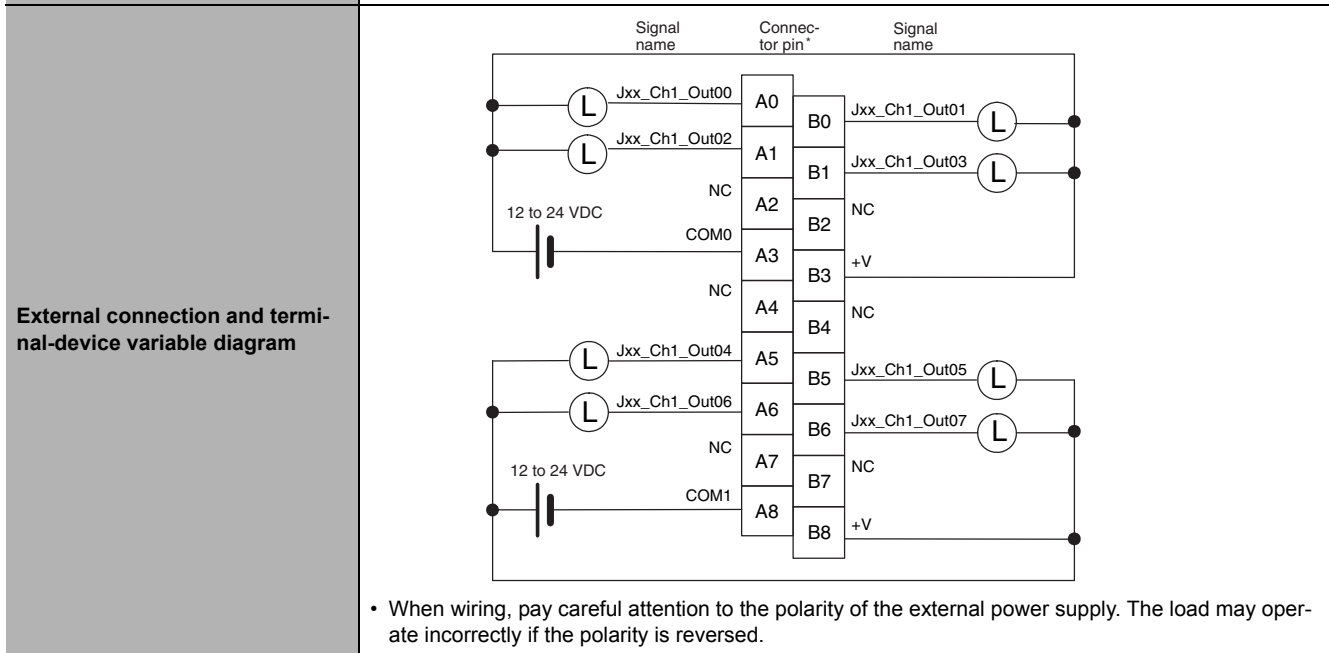 External connection and termi-
nal-device variable diagram
Signal
name
Connec-
tor pin*
Signal
name
L
Jxx_Ch1_Out00
A0
B0
Jxx_Ch1_Out01
L
L
Jxx_Ch1_Out02
A1
B1
Jxx_Ch1_Out03
L
NC
A2
B2
NC
12 to 24 VDC
COM0
A3
B3
+V
NC
A4
B4
NC
L
Jxx_Ch1_Out04
A5
B5
Jxx_Ch1_Out05
L
L
Jxx_Ch1_Out06
A6
B6
Jxx_Ch1_Out07
L
NC
A7
B7
NC
12 to 24 VDC
COM1
A8
B8
+V
• When wiring, pay careful attention to the polarity of the external power supply. The load may oper-
ate incorrectly if the polarity is reversed.